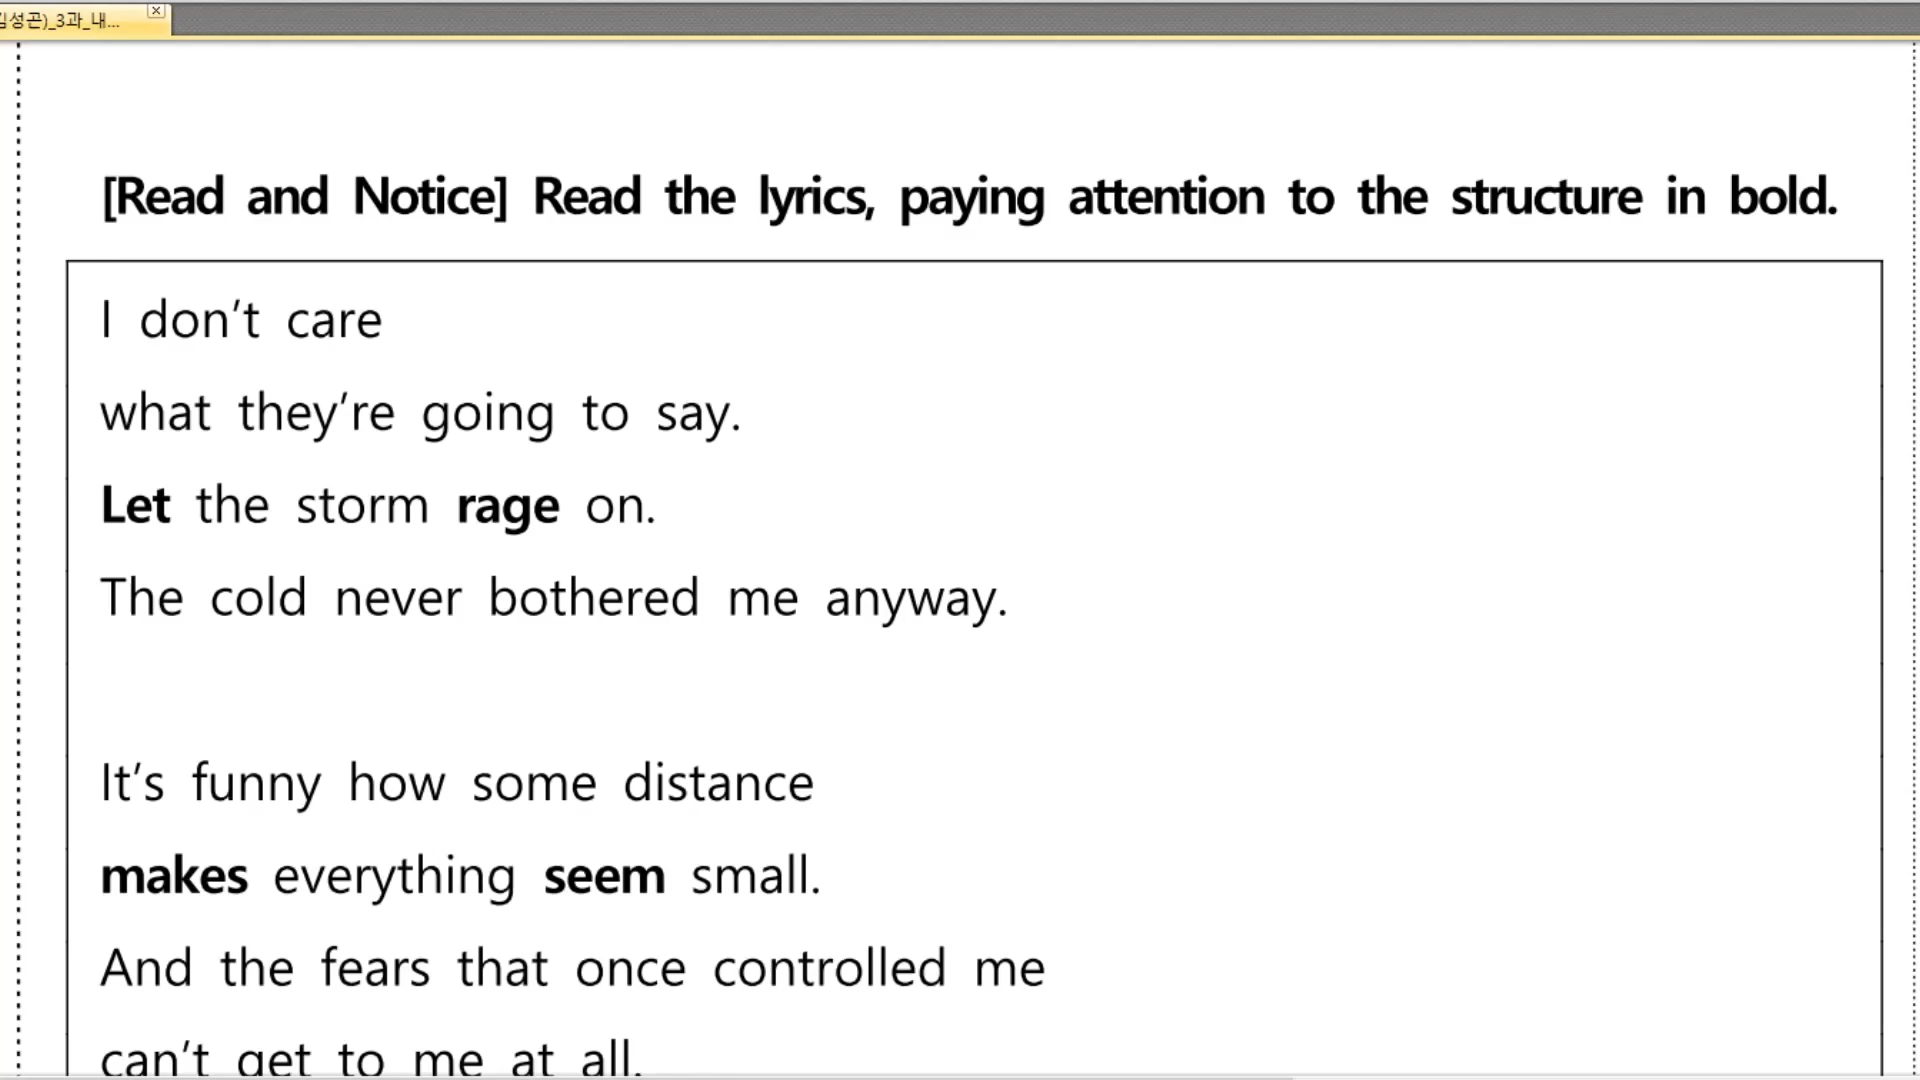 김성곤)_3과_내...
[Read and Notice] Read the lyrics, paying attention to the structure in bold.
I don't care
what they're going to say.
Let the storm rage on.
The cold never bothered me anyway.
It's funny how some distance
makes everything seem small.
And the fears that once controlled me
can't get to me at all.